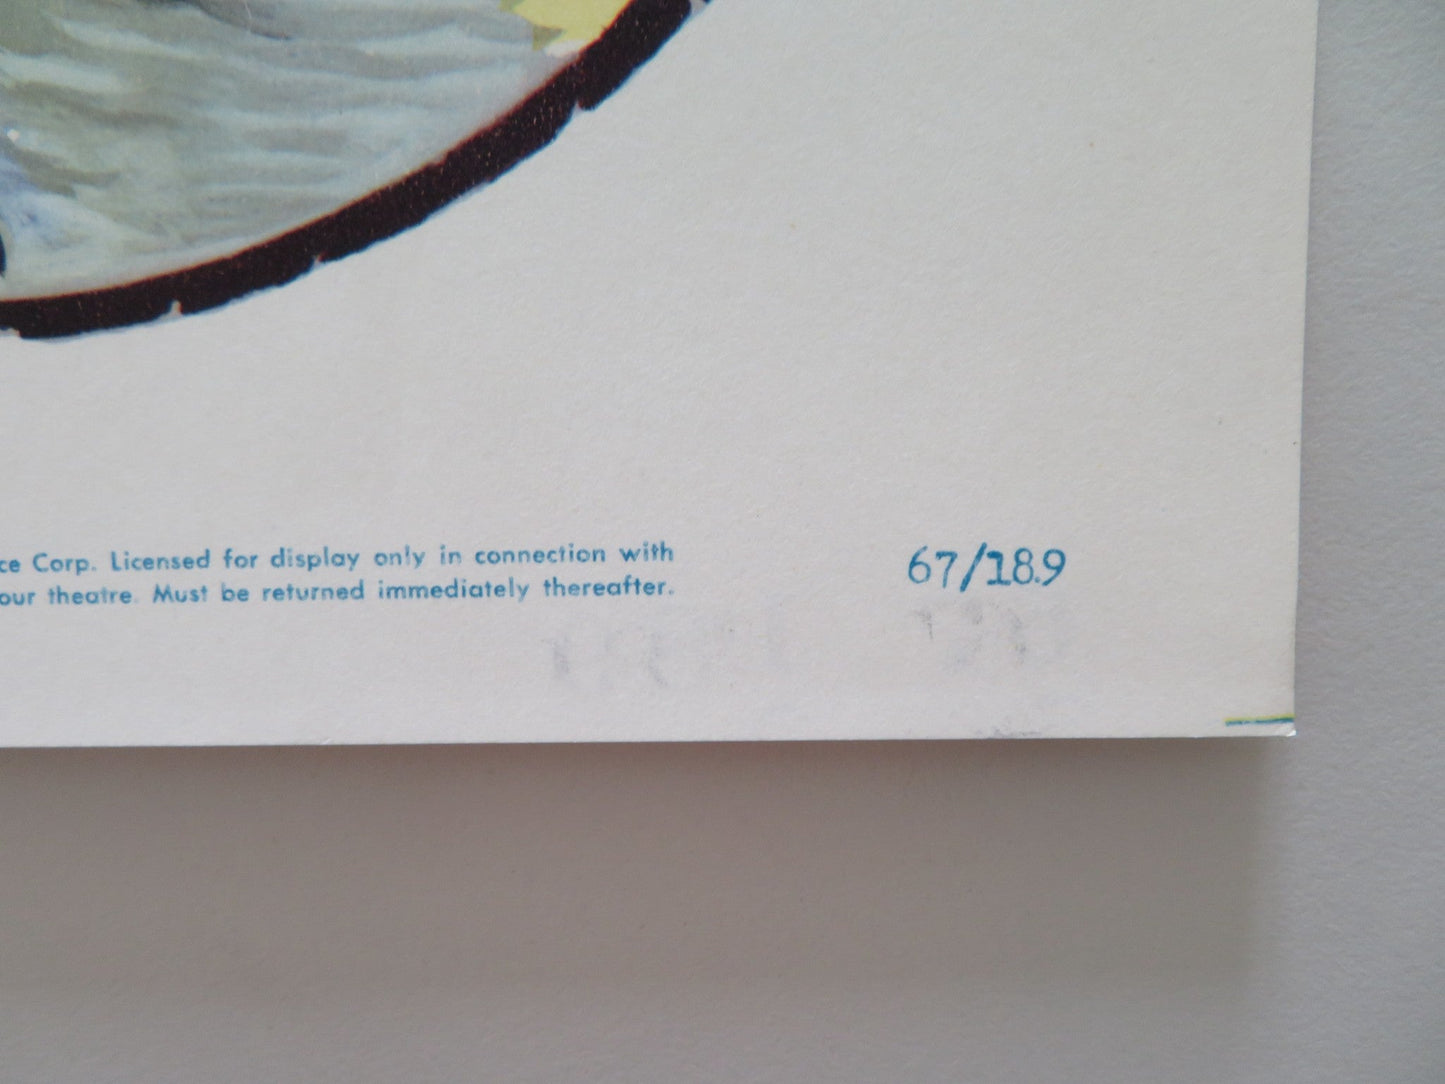 ce Corp. Licensed for display only in connection with
our theatre. Must be returned immediately thereafter.
67/189